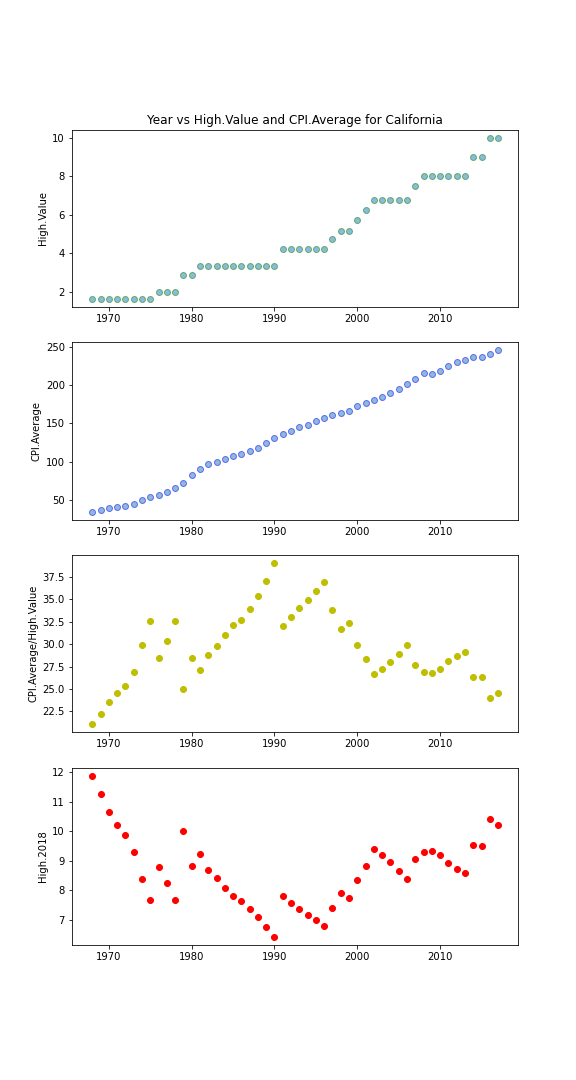 Year vs High.Value and CPI.Average for California
10
8
6
4
2
High.Value
1970 1980 1990 2000 2010
250
200
150
100
50
CPI.Average
1970 1980 1990 2000 2010
37.5
35.0
32.5
30.0
27.5
25.0
22.5
CPI.Average/High.Value
1970 1980 1990 2000 2010
12
11
10
9
8
7
High.2018
1970 1980 1990 2000 2010